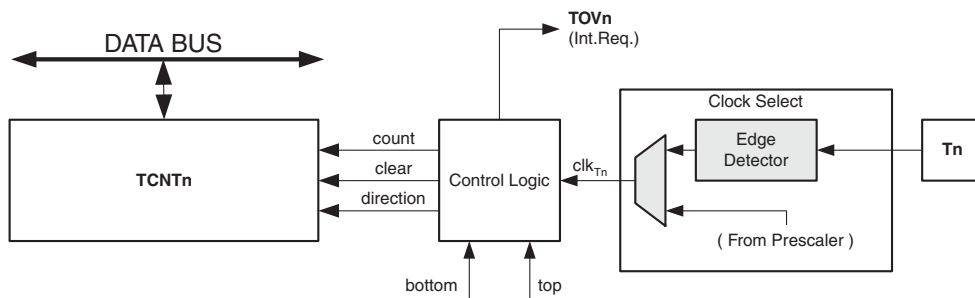 TOVn
(Int.Req.)
DATA BUS
Clock Select
count
Edge
Detector
Tn
TCNTn
clear
Control Logic
clkTn
direction
( From Prescaler )
bottom
top